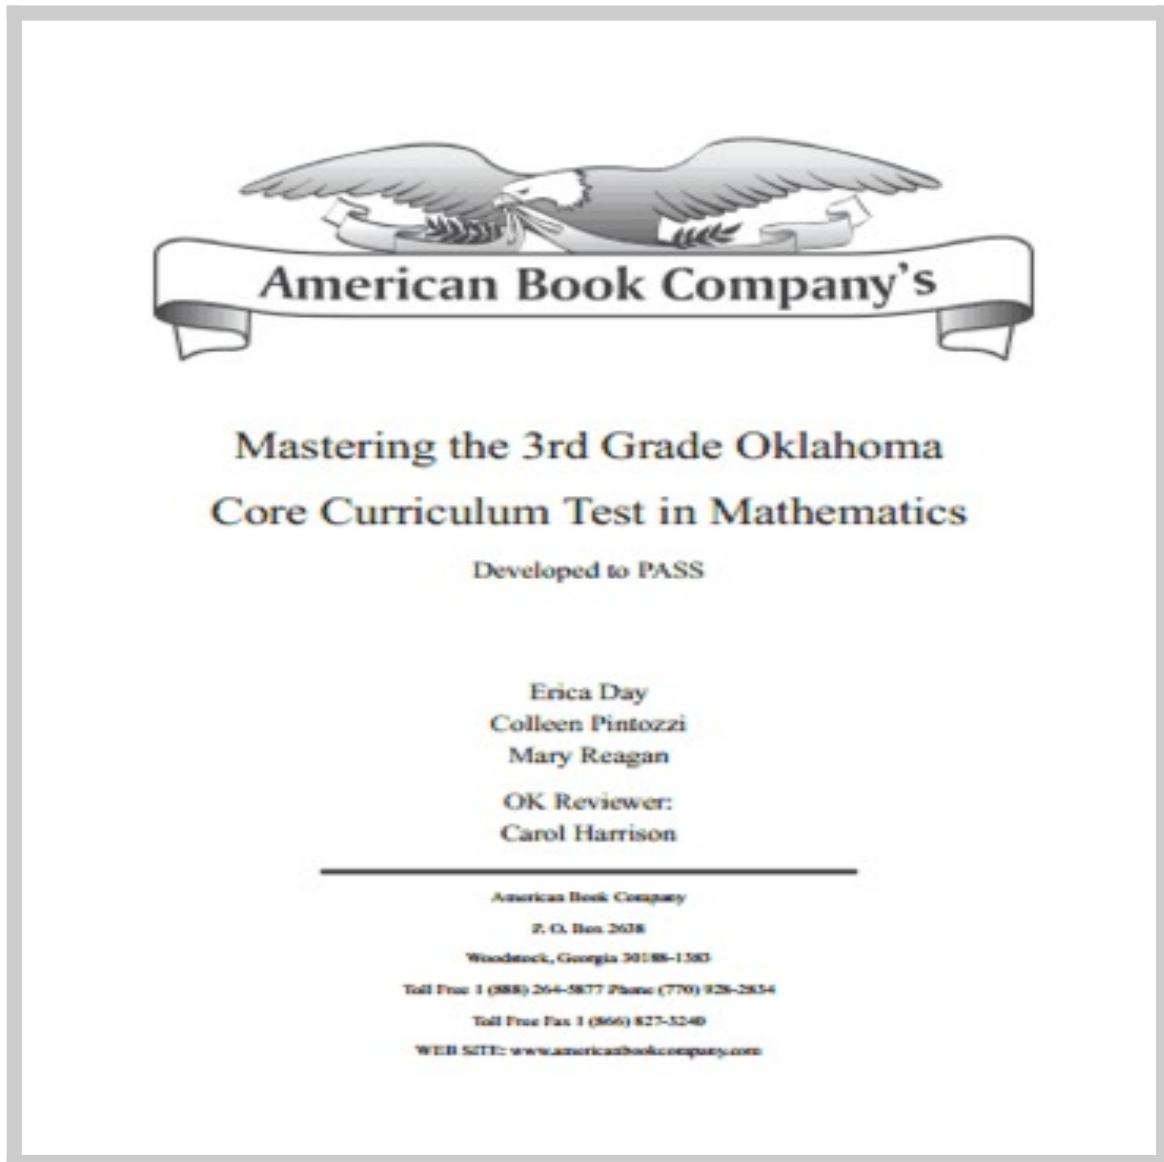 American Book Company's
Mastering the 3rd Grade Oklahoma
Core Curriculum Test in Mathematics
Developed to PASS
Erica Day
Colleen Pintozzi
Mary Reagan
OK Reviewer:
Carol Harrison
American Book Company
P. O. Box 2638
Woodstock, Georgia 30188-1383
Toll Free 1 (888) 264-5877 Phone (770) 928-2834
Toll Free Fax 1 (866) 827-3240
WEB SITE: www.americanbookcompany.com